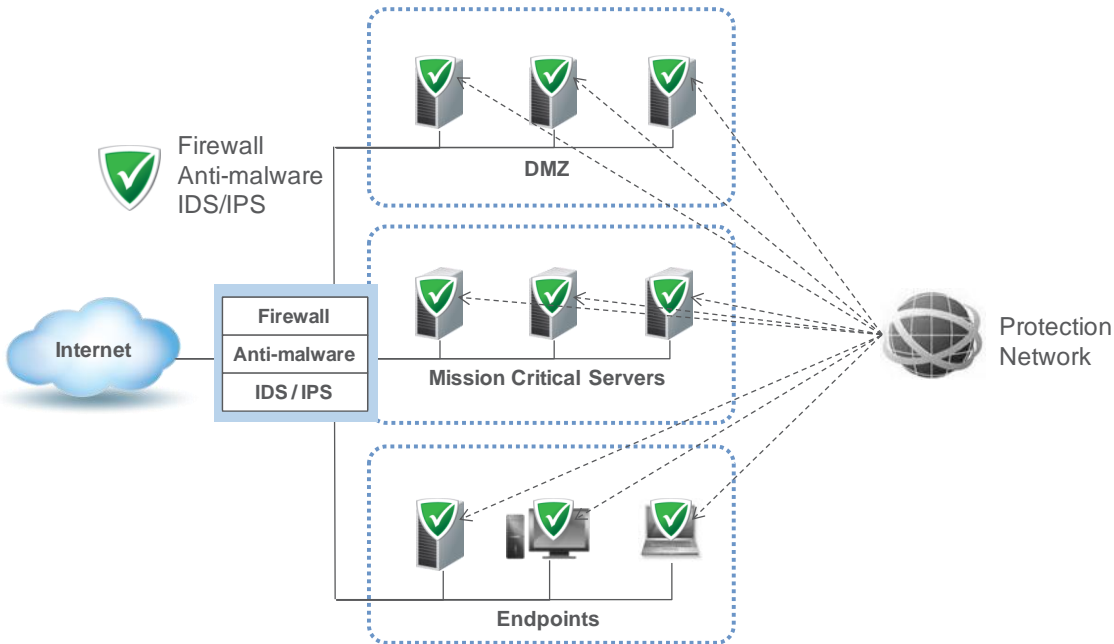 Firewall
Anti-malware
IDS/IPS
DMZ
Internet
Firewall
Anti-malware
IDS / IPS
Mission Critical Servers
Protection
Network
Endpoints